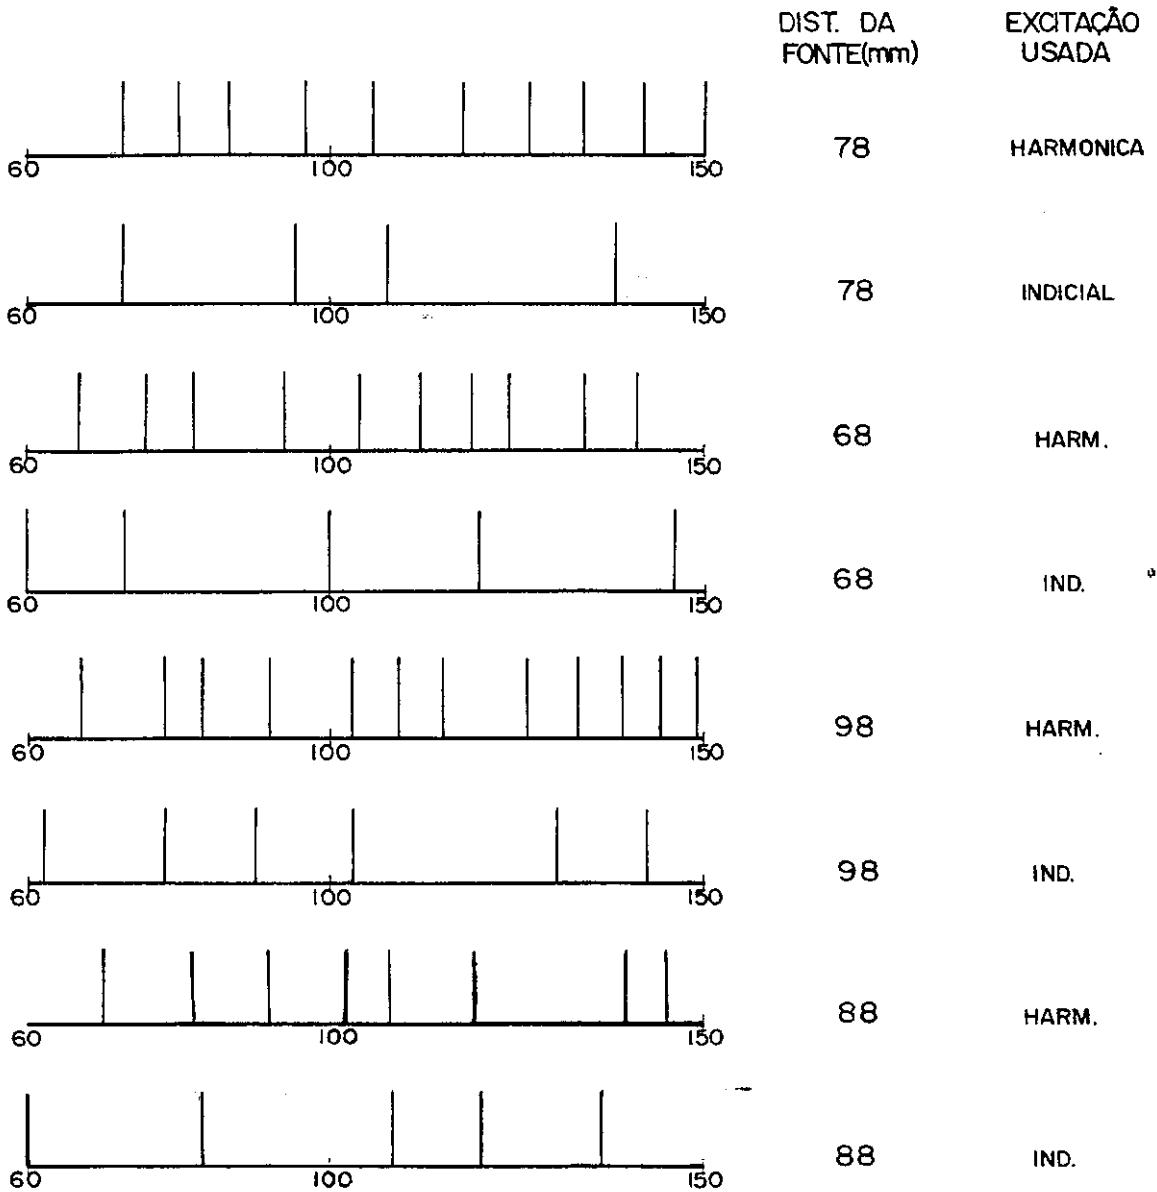 DIST. DA EXCITAÇÃO
FONTE(mm) USADA
60 100 150 78 HARMONICA
60 100 150 78 INDICIAL
60 100 150 68 HARM.
60 100 150 68 IND.
60 100 150 98 HARM.
60 100 150 98 IND.
60 100 150 88 HARM.
60 100 150 88 IND.